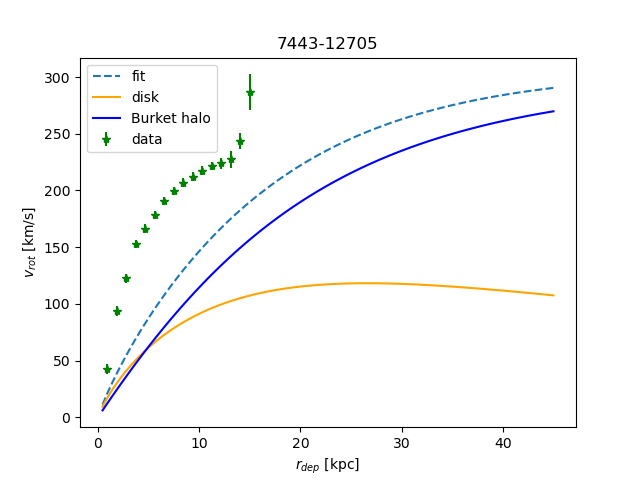 7443-12705
fit
disk
Burket halo
data
300
250
200
150
100
50
0
v_rot [km/s]
0 10 20 30 40
r_dep [kpc]